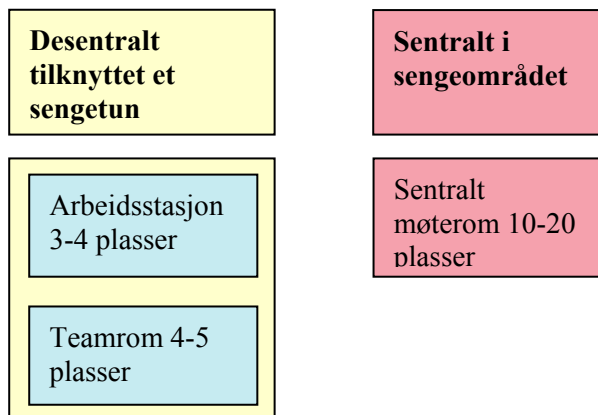 Desentralt
tilknyttet et
sengetun
Sentralt i
sengeområdet
Arbeidsstasjon
3-4 plasser
Teamrom 4-5
plasser
Sentralt
møterom 10-20
plasser